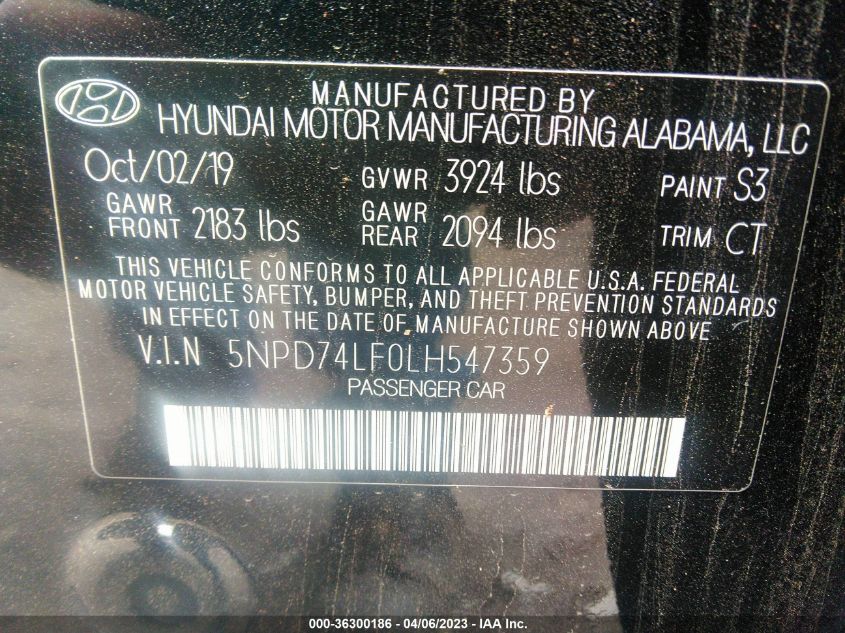 MANUFACTURED BY
HYUNDAI MOTOR MANUFACTURING ALABAMA, LLC
Oct/02/19 GVWR 3924 lbs PAINT S3
GAWR FRONT 2183 lbs GAWR REAR 2094 lbs TRIM CT
THIS VEHICLE CONFORMS TO ALL APPLICABLE U.S.A. FEDERAL
MOTOR VEHICLE SAFETY, BUMPER, AND THEFT PREVENTION STANDARDS
IN EFFECT ON THE DATE OF MANUFACTURE SHOWN ABOVE
V.I.N 5NPD74LF0LH547359
PASSENGER CAR
000-36300186 - 04/06/2023 - IAA Inc.